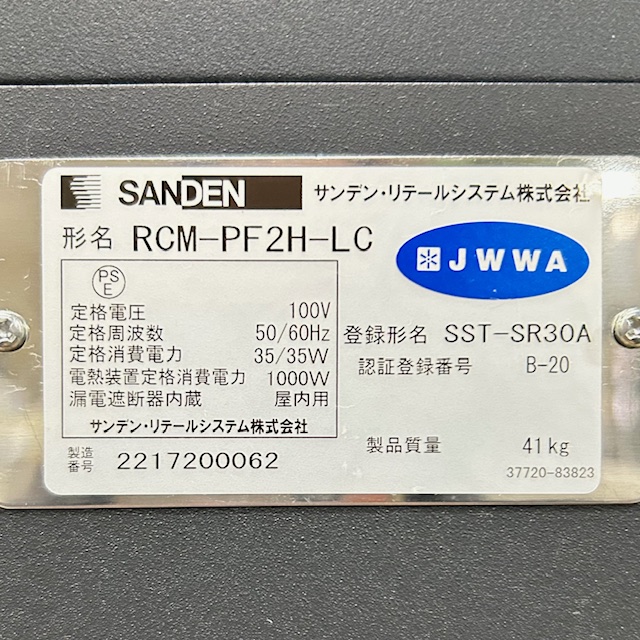 SANDEN サンデン・リテールシステム株式会社
形名 RCM-PF2H-LC
JWWA
PS
E
定格電圧 100V
定格周波数 50/60Hz
定格消費電力 35/35W
電熱装置定格消費電力 1000W
漏電遮断器内蔵 屋内用
サンデン・リテールシステム株式会社
製造番号 2217200062
登録形名 SST-SR30A
認証登録番号 B-20
製品質量 41kg
37720-83823